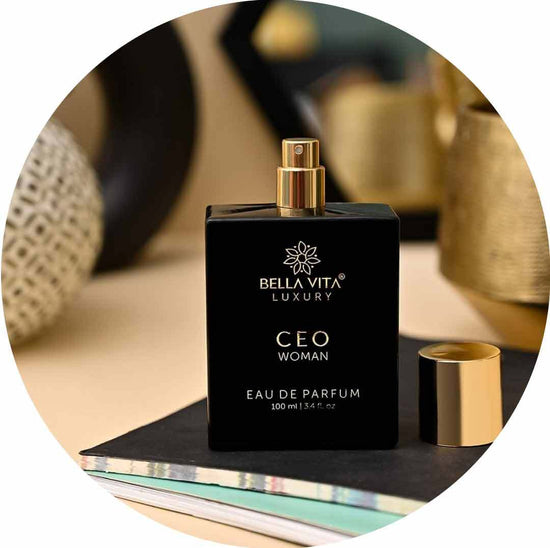 BELLA VITA®
LUXURY
CEO
WOMAN
EAU DE PARFUM
100 ml | 3.4 fl. oz